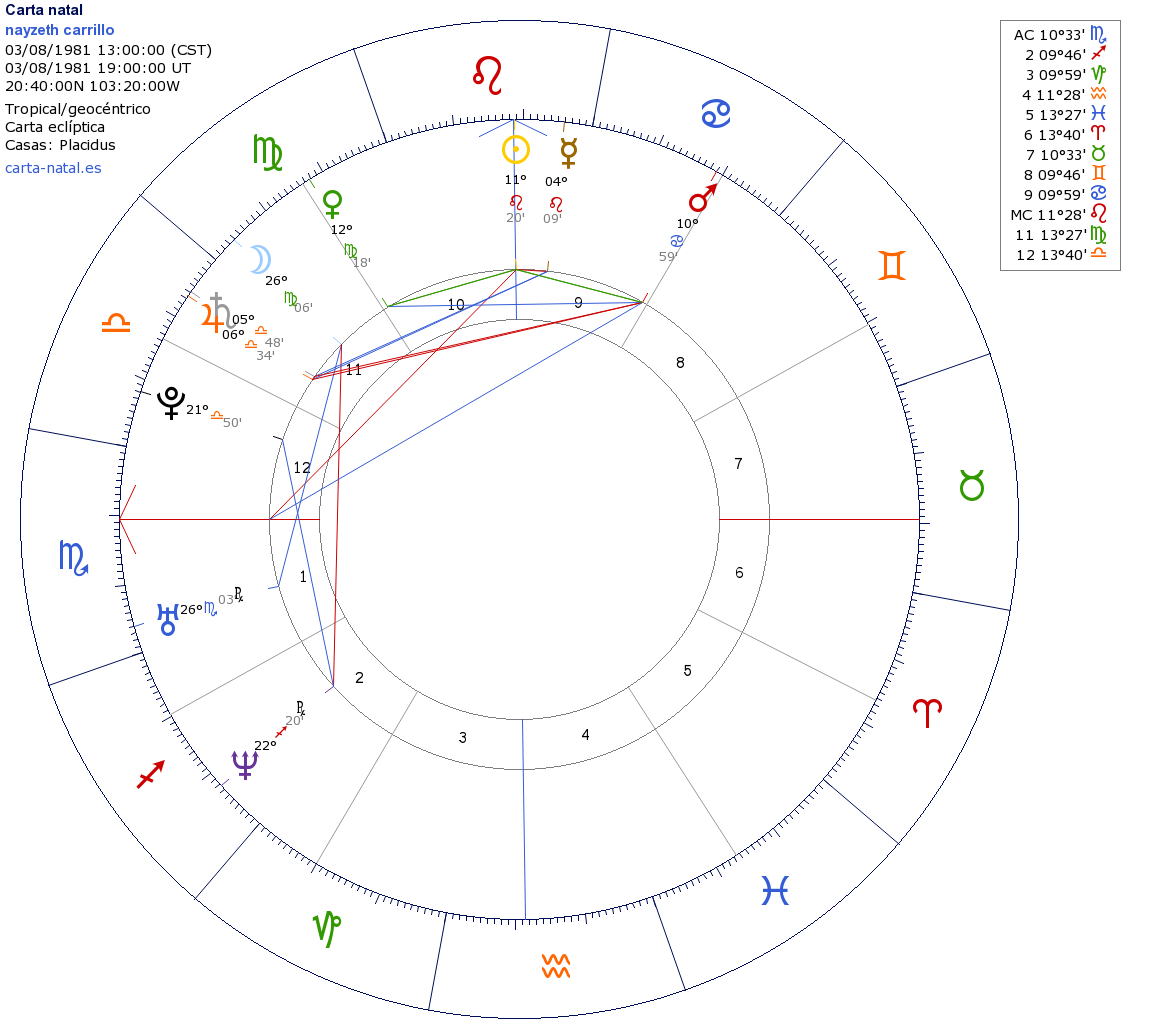 Carta natal
nayzeth carrillo
03/08/1981 13:00:00 (CST)
03/08/1981 19:00:00 UT
20:40:00N 103:20:00W
Tropical/geocéntrico
Carta eclíptica
Casas: Placidus
carta-natal.es
AC 10°33' ♏
2 09°46' ♐
3 09°59' ♑
4 11°28' ♒
5 13°27' ♓
6 13°40' ♈
7 10°33' ♉
8 09°46' ♊
9 09°59' ♋
MC 11°28' ♌
11 13°27' ♍
12 13°40' ♎
♌
♋
♍
♊
♎
♉
♏
♈
♐
♓
♑
♒
☉ 11° ♌ 20'
☿ 04° ♌ 09'
♂ 10° ♋ 59'
♀ 12° ♍ 18'
☽ 26° ♍ 06'
♄ 05° ♎ 48'
♃ 06° ♎ 34'
♇ 21° ♎ 50'
♅ 26° ♏ 03' ℞
♆ 22° ♐ 20' ℞
10
9
8
11
7
12
1
6
2
5
3
4